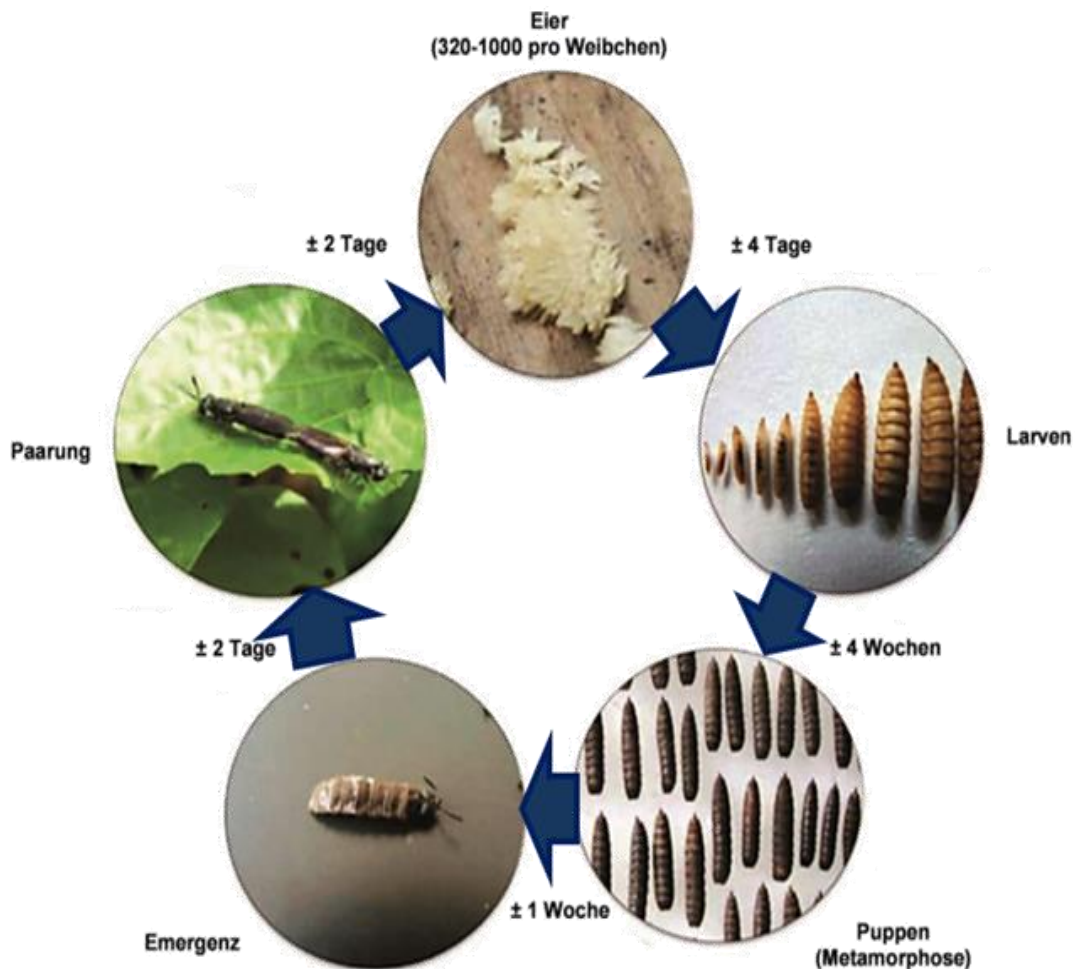 Eier
(320-1000 pro Weibchen)
± 2 Tage
± 4 Tage
Paarung
Larven
± 2 Tage
± 4 Wochen
± 1 Woche
Emergenz
Puppen
(Metamorphose)